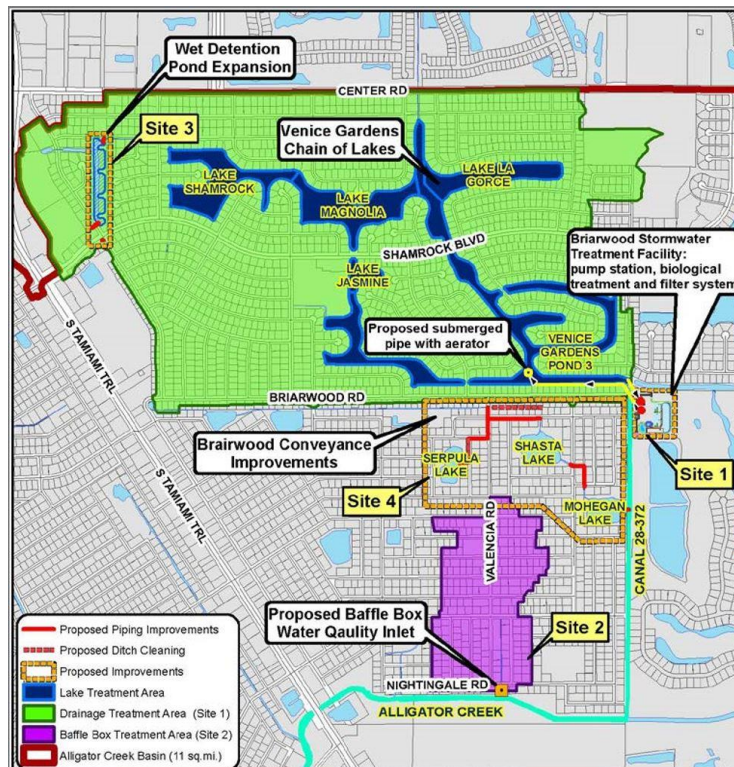 Wet Detention
Pond Expansion
CENTER RD
Site 3
Venice Gardens
Chain of Lakes
LAKE
SHAMROCK
LAKE LA
GORCE
LAKE
MAGNOLIA
Briarwood Stormwater
Treatment Facility:
pump station, biological
treatment and filter system
SHAMROCK BLVD
LAKE
JASMINE
S TAMIAMI TRL
Proposed submerged
pipe with aerator
VENICE
GARDENS
POND 3
BRIARWOOD RD
Brairwood Conveyance
Improvements
SERPULA
LAKE
SHASTA
LAKE
Site 1
Site 4
MOHEGAN
LAKE
S TAMIAMI TRL
VALENCIA RD
CANAL 28-372
Proposed Baffle Box
Water Qaulity Inlet
Site 2
NIGHTINGALE RD
ALLIGATOR CREEK
Proposed Piping Improvements
Proposed Ditch Cleaning
Proposed Improvements
Lake Treatment Area
Drainage Treatment Area (Site 1)
Baffle Box Treatment Area (Site 2)
Alligator Creek Basin (11 sq.mi.)